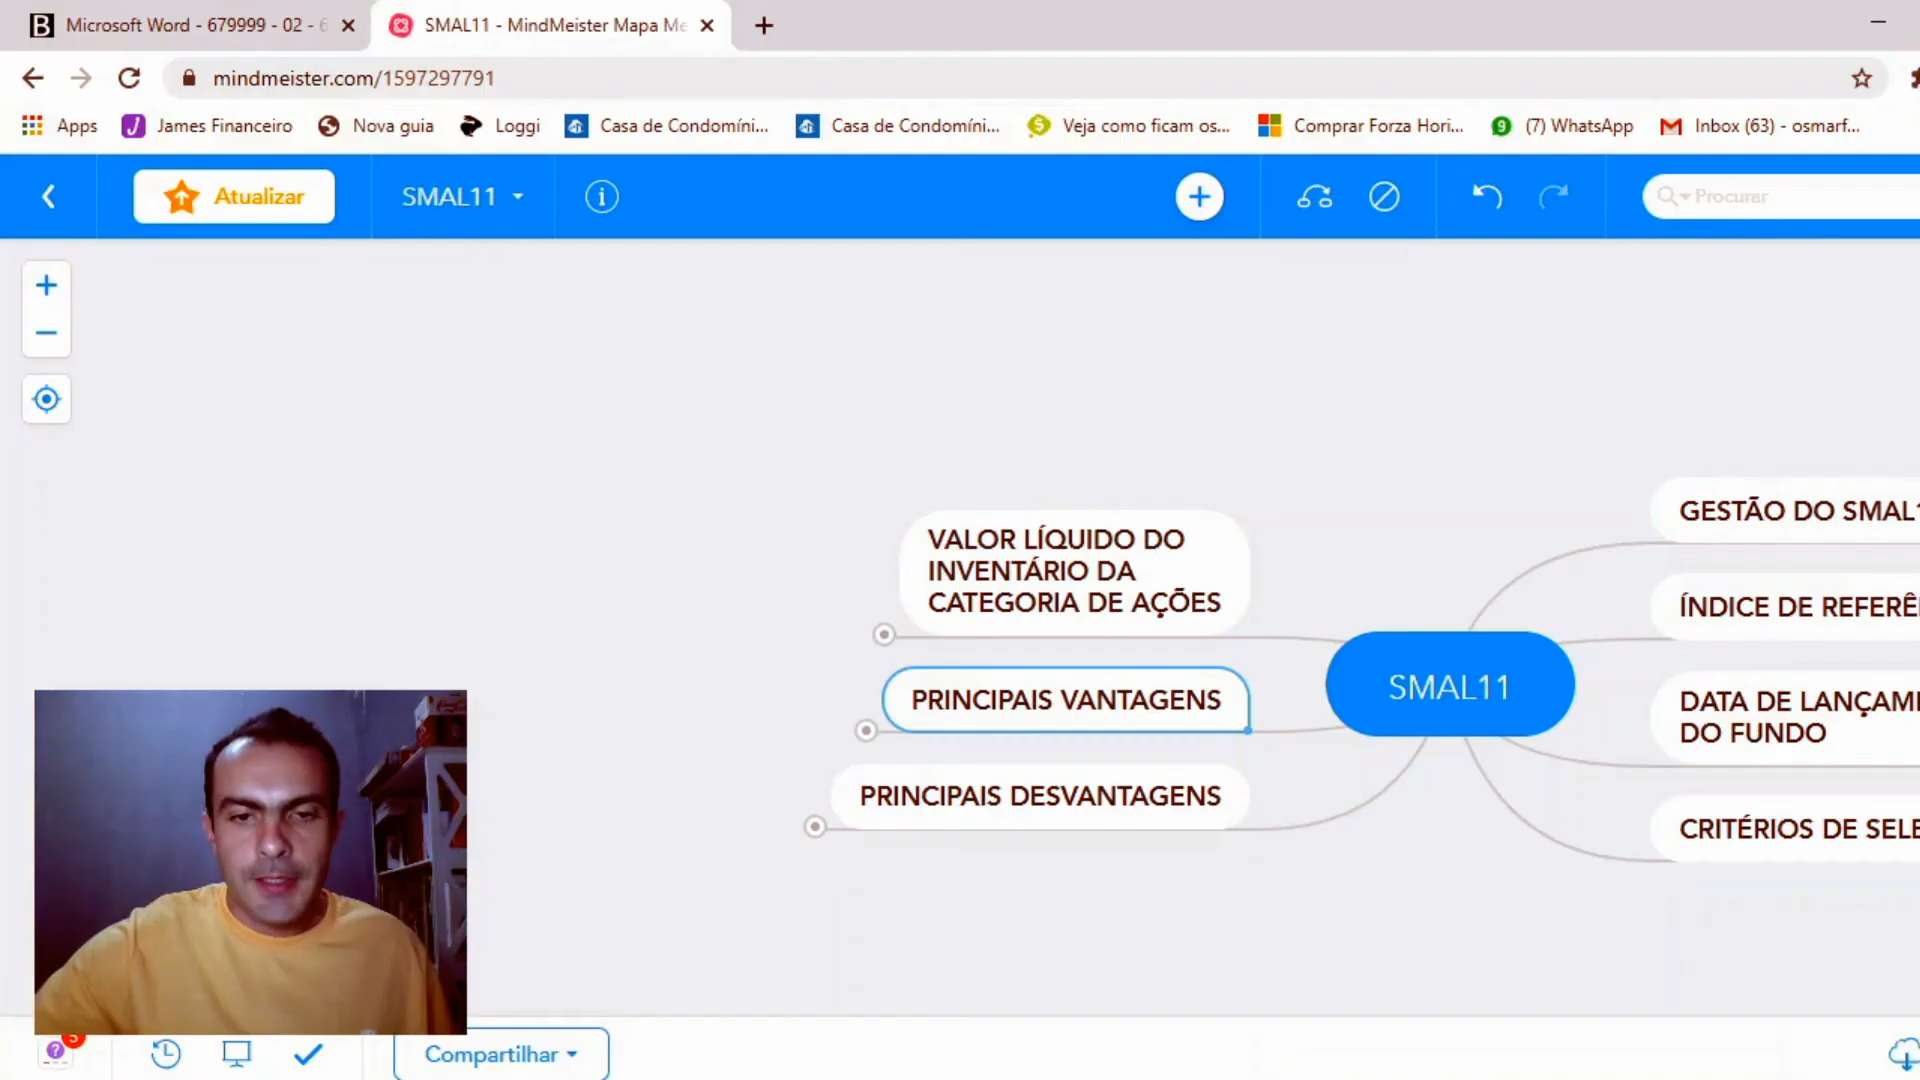 Microsoft Word - 679999 - 02 - 6
SMAL11 - MindMeister Mapa Me
mindmeister.com/1597297791
Apps
James Financeiro
Nova guia
Loggi
Casa de Condomíni...
Casa de Condomíni...
Veja como ficam os...
Comprar Forza Hori...
(7) WhatsApp
Inbox (63) - osmarf...
Atualizar
SMAL11
Procurar
VALOR LÍQUIDO DO
INVENTÁRIO DA
CATEGORIA DE AÇÕES
PRINCIPAIS VANTAGENS
PRINCIPAIS DESVANTAGENS
SMAL11
GESTÃO DO SMAL1
ÍNDICE DE REFERÊ
DATA DE LANÇAM
DO FUNDO
CRITÉRIOS DE SELE
Compartilhar